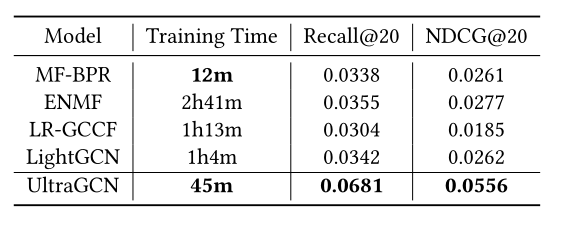 Model Training Time Recall@20 NDCG@20
MF-BPR 12m 0.0338 0.0261
ENMF 2h41m 0.0355 0.0277
LR-GCCF 1h13m 0.0304 0.0185
LightGCN 1h4m 0.0342 0.0262
UltraGCN 45m 0.0681 0.0556